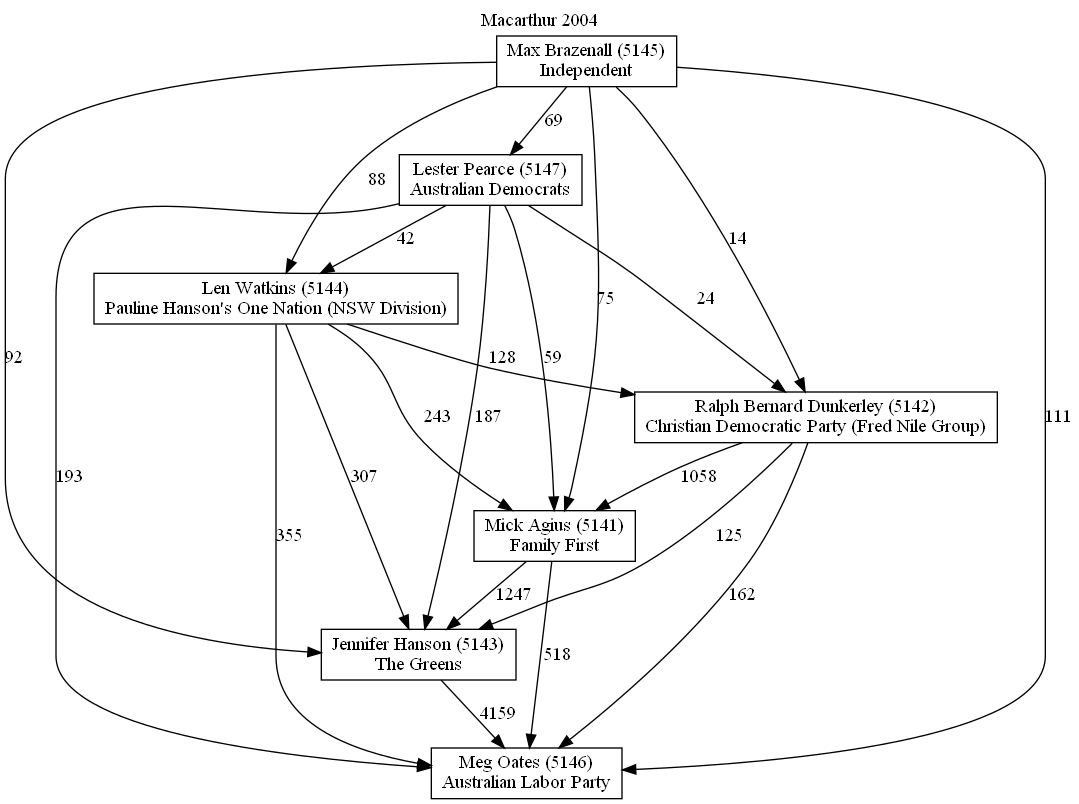 Macarthur 2004
Max Brazenall (5145)
Independent
69
Lester Pearce (5147)
Australian Democrats
88
42
14
Len Watkins (5144)
Pauline Hanson's One Nation (NSW Division)
75
24
92
128
59
Ralph Bernard Dunkerley (5142)
Christian Democratic Party (Fred Nile Group)
243
187
111
193
307
1058
Mick Agius (5141)
Family First
355
125
1247
162
Jennifer Hanson (5143)
The Greens
518
4159
Meg Oates (5146)
Australian Labor Party